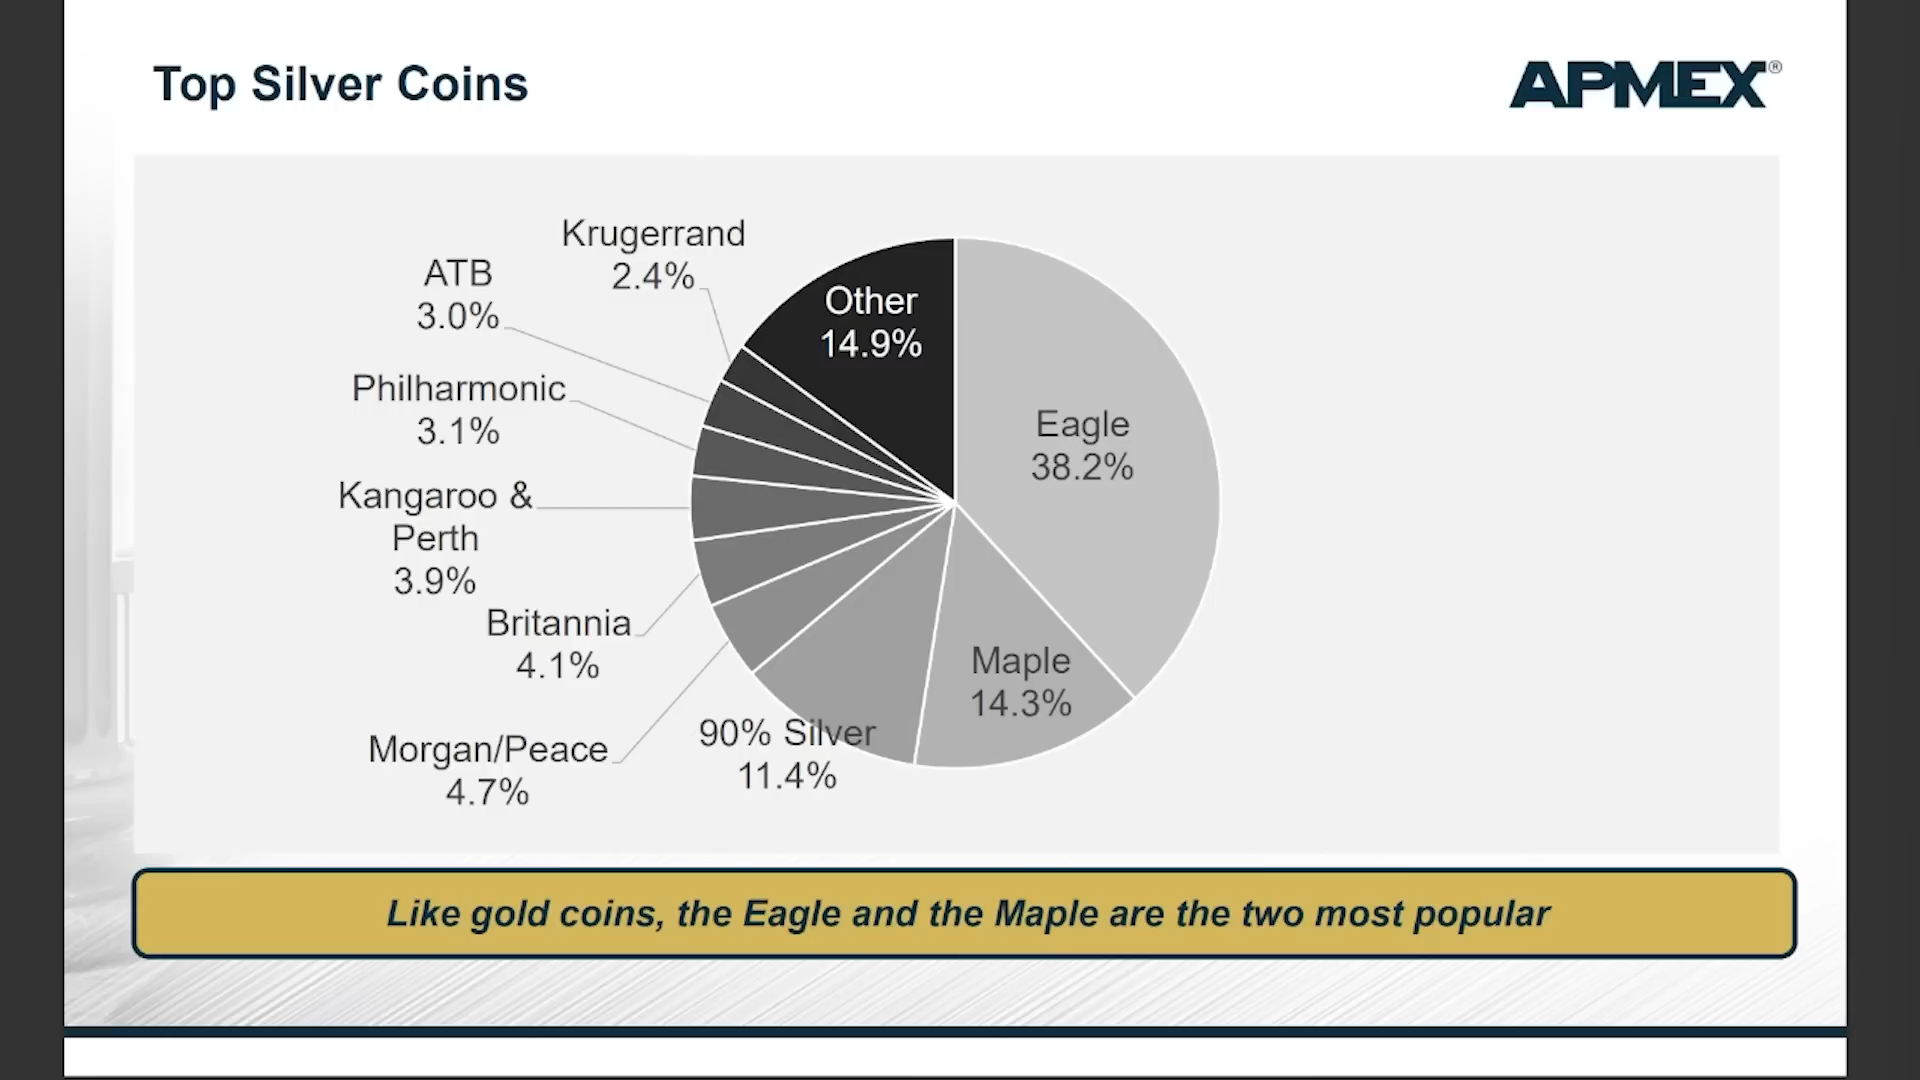 Top Silver Coins
APMEX®
Krugerrand
2.4%
ATB
3.0%
Philharmonic
3.1%
Kangaroo &
Perth
3.9%
Britannia
4.1%
Morgan/Peace
4.7%
90% Silver
11.4%
Other
14.9%
Eagle
38.2%
Maple
14.3%
Like gold coins, the Eagle and the Maple are the two most popular